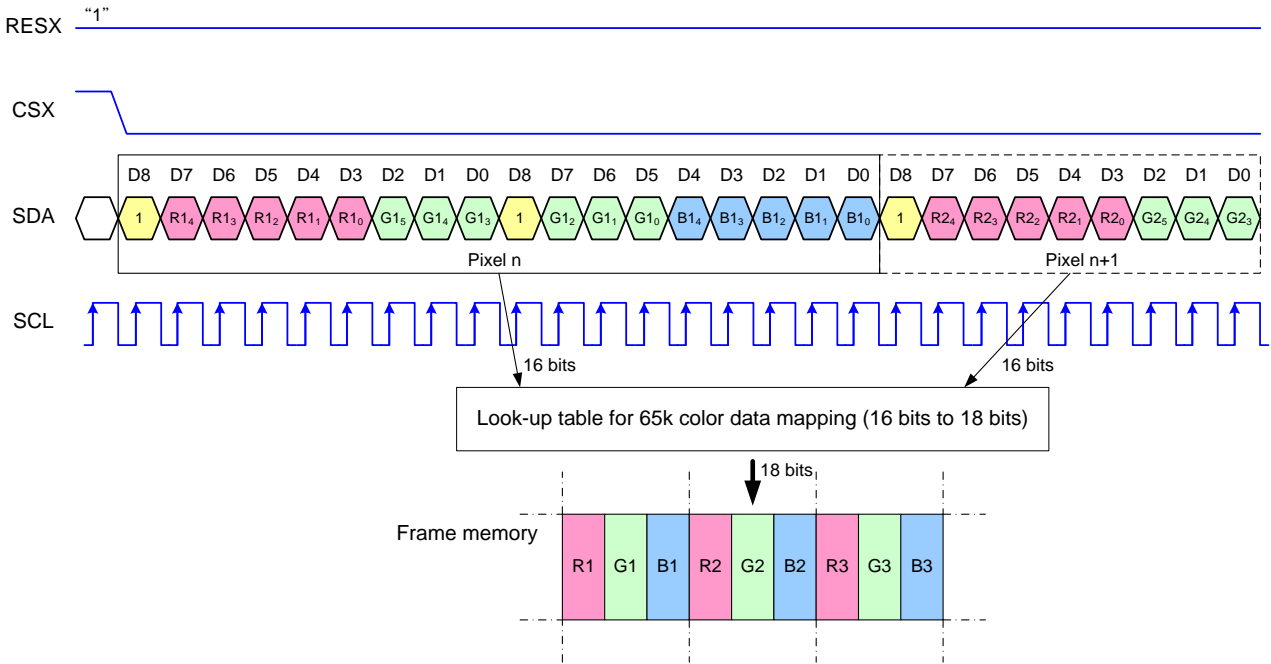 “1”
RESX
CSX
D8 D7 D6 D5 D4 D3 D2 D1 D0 D8 D7 D6 D5 D4 D3 D2 D1 D0 D8 D7 D6 D5 D4 D3 D2 D1 D0
SDA 1 R14 R13 R12 R11 R10 G15 G14 G13 1 G12 G11 G10 B14 B13 B12 B11 B10 1 R24 R23 R22 R21 R20 G25 G24 G23
Pixel n Pixel n+1
SCL
16 bits 16 bits
Look-up table for 65k color data mapping (16 bits to 18 bits)
18 bits
Frame memory
R1 G1 B1 R2 G2 B2 R3 G3 B3